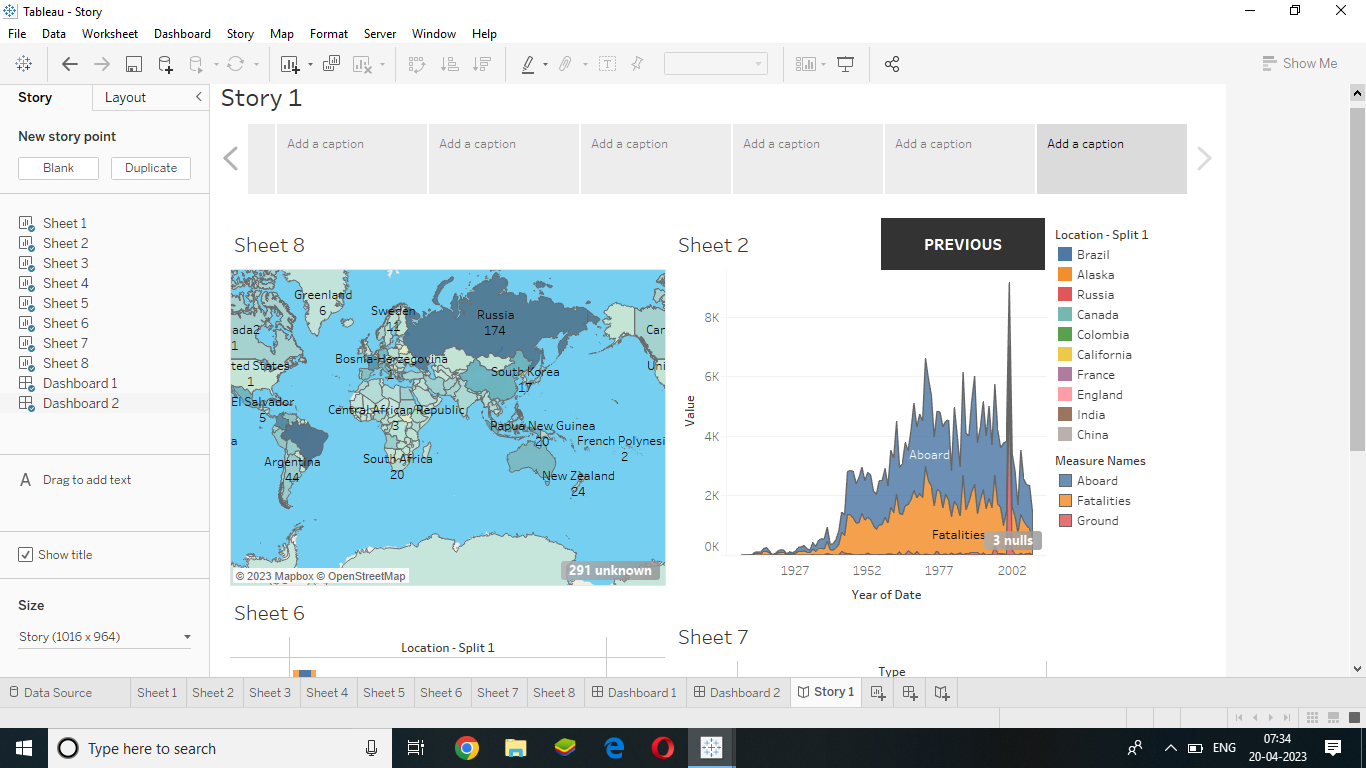 Tableau - Story
File Data Worksheet Dashboard Story Map Format Server Window Help
Show Me
Story Layout
New story point
Blank Duplicate
Sheet 1
Sheet 2
Sheet 3
Sheet 4
Sheet 5
Sheet 6
Sheet 7
Sheet 8
Dashboard 1
Dashboard 2
A Drag to add text
Show title
Size
Story (1016 x 964)
Story 1
Add a caption Add a caption Add a caption Add a caption Add a caption Add a caption
Sheet 8
Greenland
6
Sweden
11
Russia
174
ada2
1
Can
Bosnia-Herzegovina
1
ted States
1
South Korea
17
Uni
El Salvador
5
Central African Republic
3
Papua New Guinea
20
a
French Polynesi
2
Argentina
44
South Africa
20
New Zealand
24
© 2023 Mapbox © OpenStreetMap
291 unknown
Sheet 2
PREVIOUS
Value
8K
6K
4K
2K
0K
Aboard
Fatalities
3 nulls
1927 1952 1977 2002
Year of Date
Location - Split 1
Brazil
Alaska
Russia
Canada
Colombia
California
France
England
India
China
Measure Names
Aboard
Fatalities
Ground
Sheet 6
Location - Split 1
Sheet 7
Type
Data Source Sheet 1 Sheet 2 Sheet 3 Sheet 4 Sheet 5 Sheet 6 Sheet 7 Sheet 8 Dashboard 1 Dashboard 2 Story 1
Type here to search
ENG
07:34
20-04-2023